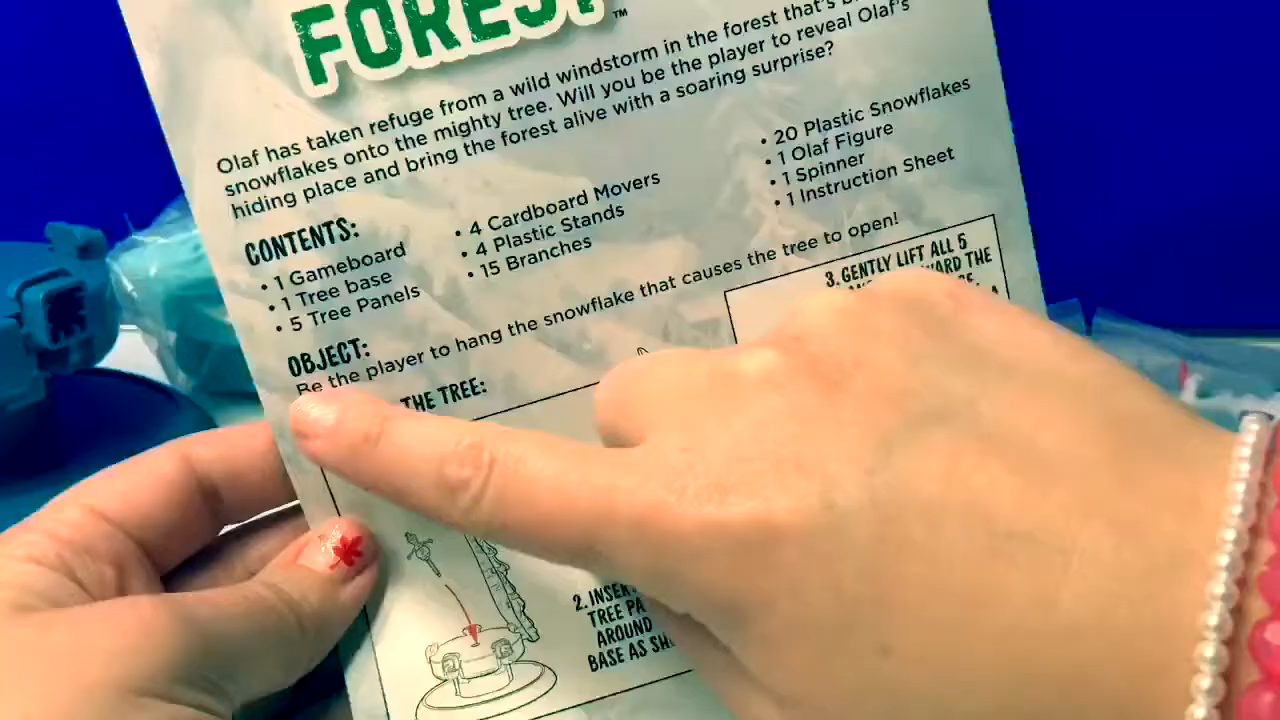 FOREST™
Olaf has taken refuge from a wild windstorm in the forest that's
snowflakes onto the mighty tree. Will you be the player to reveal Olaf's
hiding place and bring the forest alive with a soaring surprise?
CONTENTS:
• 1 Gameboard
• 1 Tree base
• 5 Tree Panels
• 4 Cardboard Movers
• 4 Plastic Stands
• 15 Branches
• 20 Plastic Snowflakes
• 1 Olaf Figure
• 1 Spinner
• 1 Instruction Sheet
OBJECT:
Be the player to hang the snowflake that causes the tree to open!
THE TREE:
3. GENTLY LIFT ALL 5
THE
2. INSERT
TREE
AROUND
BASE AS